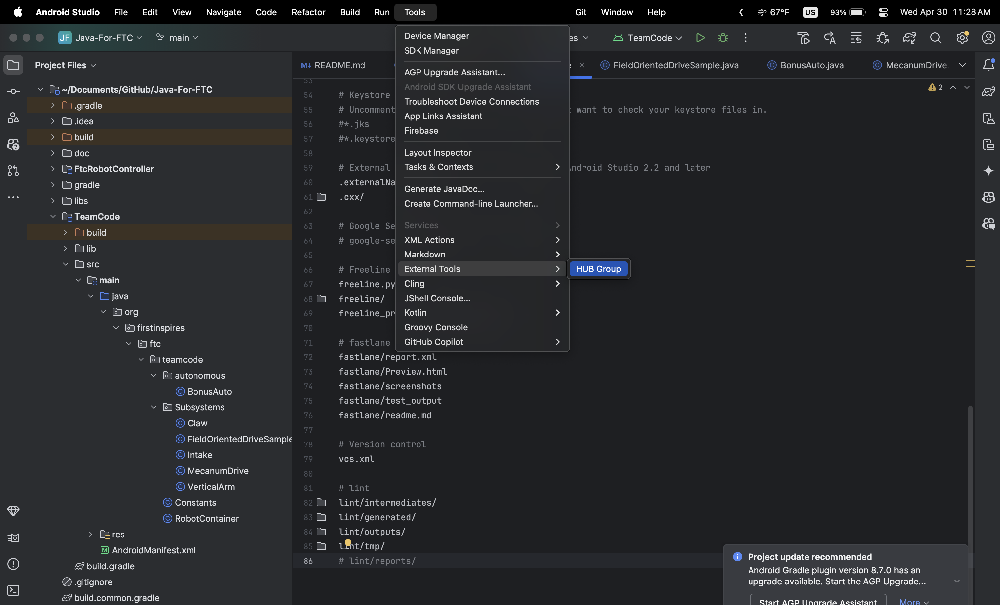 Android Studio File Edit View Navigate Code Refactor Build Run Tools Git Window Help 67°F US 93% Wed Apr 30 11:28 AM
JF Java-For-FTC main es TeamCode
Project Files
~/Documents/GitHub/Java-For-FTC
.gradle
.idea
build
doc
FtcRobotController
gradle
libs
TeamCode
build
lib
src
main
java
org
firstinspires
ftc
teamcode
autonomous
BonusAuto
Subsystems
Claw
FieldOrientedDriveSample
Intake
MecanumDrive
VerticalArm
Constants
RobotContainer
res
AndroidManifest.xml
build.gradle
.gitignore
build.common.gradle
M↓ README.md FieldOrientedDriveSample.java BonusAuto.java MecanumDrive
2
53
54 # Keystore
55 # Uncomment want to check your keystore files in.
56 #*.jks
57 #*.keystore
58
59 # External ndroid Studio 2.2 and later
60 .externalNa
61 .cxx/
62
63 # Google Se
64 # google-se
65
66 # Freeline
67 freeline.py
68 freeline/
69 freeline_pr
70
71 # fastlane
72 fastlane/report.xml
73 fastlane/Preview.html
74 fastlane/screenshots
75 fastlane/test_output
76 fastlane/readme.md
77
78 # Version control
79 vcs.xml
80
81 # lint
82 lint/intermediates/
83 lint/generated/
84 lint/outputs/
85 lint/tmp/
86 # lint/reports/
Device Manager
SDK Manager
AGP Upgrade Assistant...
Android SDK Upgrade Assistant
Troubleshoot Device Connections
App Links Assistant
Firebase
Layout Inspector
Tasks & Contexts
Generate JavaDoc...
Create Command-line Launcher...
Services
XML Actions
Markdown
External Tools
HUB Group
Cling
JShell Console...
Kotlin
Groovy Console
GitHub Copilot
Project update recommended
Android Gradle plugin version 8.7.0 has an
upgrade available. Start the AGP Upgrade...
Start AGP Upgrade Assistant More